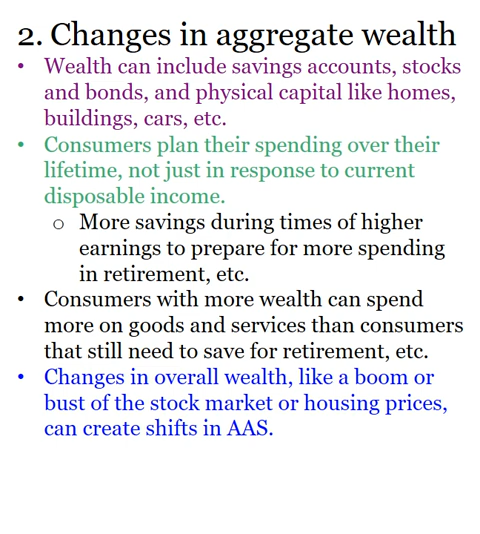 2. Changes in aggregate wealth
• Wealth can include savings accounts, stocks
and bonds, and physical capital like homes,
buildings, cars, etc.
• Consumers plan their spending over their
lifetime, not just in response to current
disposable income.
o More savings during times of higher
earnings to prepare for more spending
in retirement, etc.
• Consumers with more wealth can spend
more on goods and services than consumers
that still need to save for retirement, etc.
• Changes in overall wealth, like a boom or
bust of the stock market or housing prices,
can create shifts in AAS.